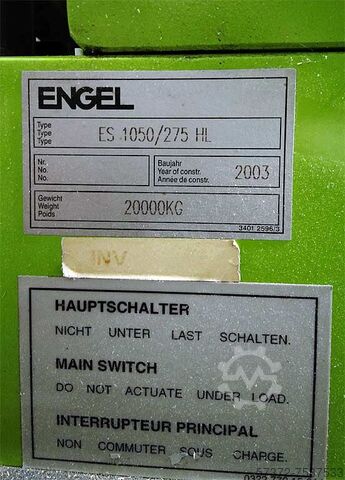 ENGEL
Type
Type
Type
ES 1050/275 HL
Nr.
No.
No.
Baujahr
Year of constr.
Année de constr.
2003
Gewicht
Weight
Poids
20000KG
3401 2596/3
INV
HAUPTSCHALTER
NICHT UNTER LAST SCHALTEN.
MAIN SWITCH
DO NOT ACTUATE UNDER LOAD.
INTERRUPTEUR PRINCIPAL
NON COMMUTER SOUS CHARGE.